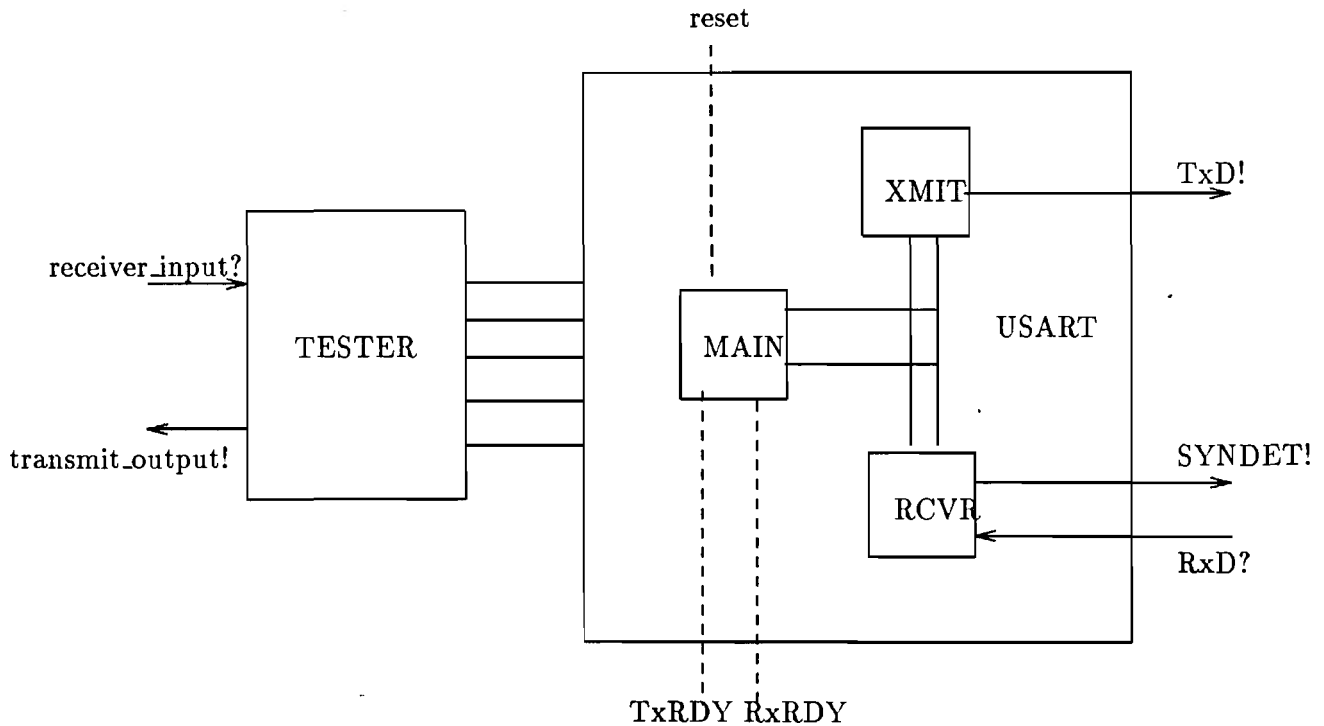 reset
TxD!
XMIT
receiver_input?
USART
TESTER
MAIN
transmit_output!
SYNDET!
RCVR
RxD?
TxRDY RxRDY